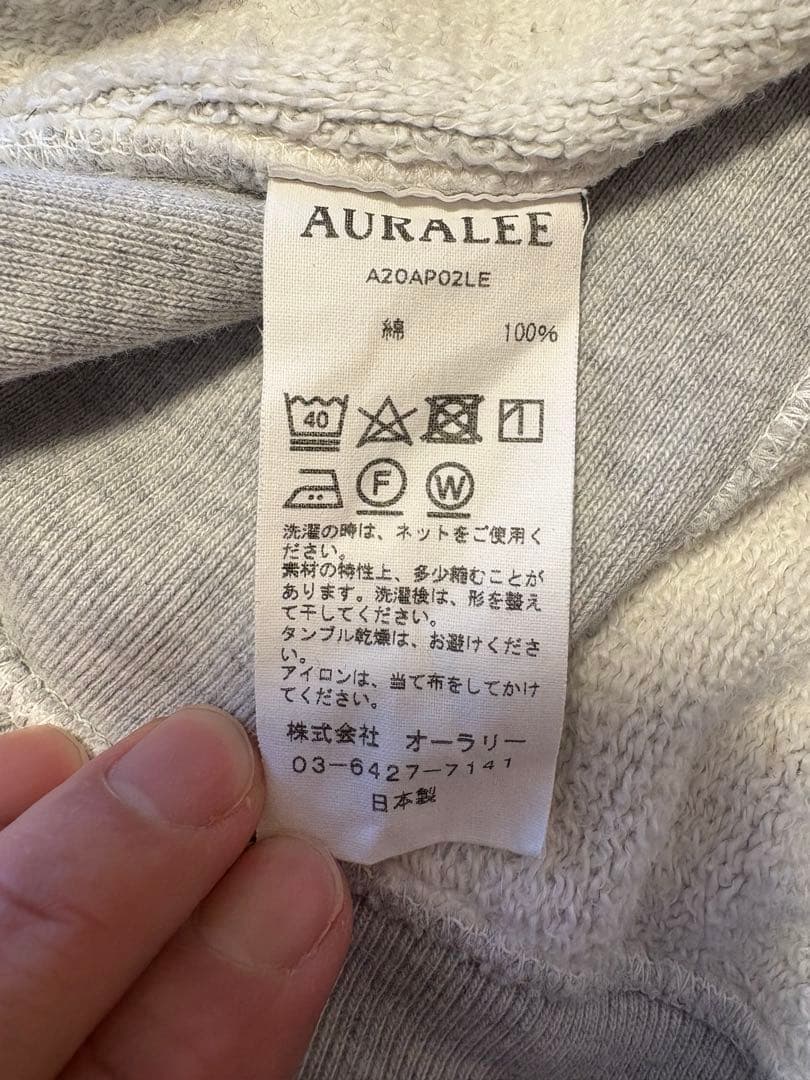 AURALEE
A20AP02LE
綿 100%
40
F W
洗濯の時は、ネットをご使用く
ださい。
素材の特性上、多少縮むことが
あります。洗濯後は、形を整え
て干してください。
タンブル乾燥は、お避けくださ
い。
アイロンは、当て布をしてかけ
てください。
株式会社 オーラリー
03-6427-7141
日本製